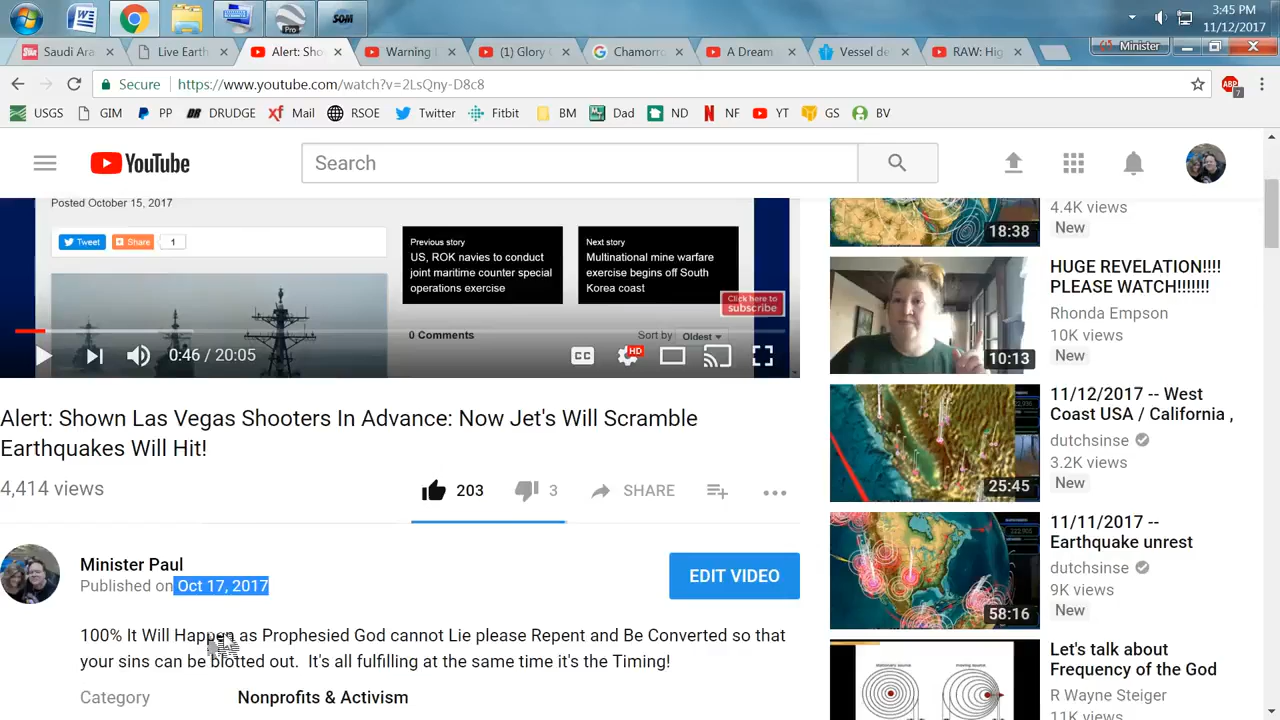 3:45 PM
11/12/2017
Pro
SOM
Saudi Ara
Live Earth
Alert: Sho
Warning
(1) Glory
Chamorro
A Dream
Vessel de
RAW: Hig
Minister
Secure
https://www.youtube.com/watch?v=2LsQny-D8c8
ABP
7
USGS
GIM
PP
DRUDGE
Mail
RSOE
Twitter
Fitbit
BM
Dad
ND
NF
YT
GS
BV
YouTube
Search
Posted October 15, 2017
Tweet
Share
1
Previous story
US, ROK navies to conduct
joint maritime counter special
operations exercise
Next story
Multinational mine warfare
exercise begins off South
Korea coast
Click here to
subscribe
0 Comments
Sort by Oldest
0:46 / 20:05
CC
HD
Alert: Shown Las Vegas Shooters In Advance: Now Jet's Will Scramble
Earthquakes Will Hit!
4,414 views
203
3
SHARE
Minister Paul
Published on Oct 17, 2017
EDIT VIDEO
100% It Will Happen as Prophesied God cannot Lie please Repent and Be Converted so that
your sins can be blotted out. It's all fulfilling at the same time it's the Timing!
Category
Nonprofits & Activism
18:38
4.4K views
New
10:13
HUGE REVELATION!!!!
PLEASE WATCH!!!!!!!
Rhonda Empson
10K views
New
25:45
11/12/2017 -- West
Coast USA / California ,
dutchsinse
3.2K views
New
58:16
11/11/2017 --
Earthquake unrest
dutchsinse
9K views
New
Let's talk about
Frequency of the God
R Wayne Steiger
11K views